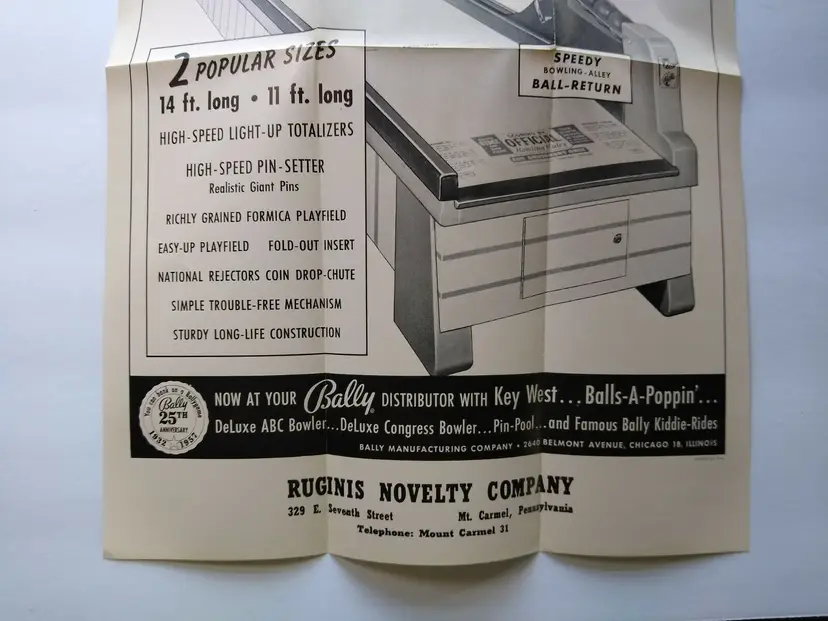 2 POPULAR SIZES
14 ft. long • 11 ft. long
HIGH-SPEED LIGHT-UP TOTALIZERS
HIGH-SPEED PIN-SETTER
Realistic Giant Pins
RICHLY GRAINED FORMICA PLAYFIELD
EASY-UP PLAYFIELD FOLD-OUT INSERT
NATIONAL REJECTORS COIN DROP-CHUTE
SIMPLE TROUBLE-FREE MECHANISM
STURDY LONG-LIFE CONSTRUCTION
SPEEDY
BOWLING-ALLEY
BALL-RETURN
OFFICIAL
You can bank on a Ballygame
Bally
25TH
ANNIVERSARY
1932 1957
NOW AT YOUR Bally DISTRIBUTOR WITH Key West... Balls-A-Poppin'...
DeLuxe ABC Bowler...DeLuxe Congress Bowler...Pin-Pool...and Famous Bally Kiddie-Rides
BALLY MANUFACTURING COMPANY • 2640 BELMONT AVENUE, CHICAGO 18, ILLINOIS
RUGINIS NOVELTY COMPANY
329 E. Seventh Street Mt. Carmel, Pennsylvania
Telephone: Mount Carmel 31